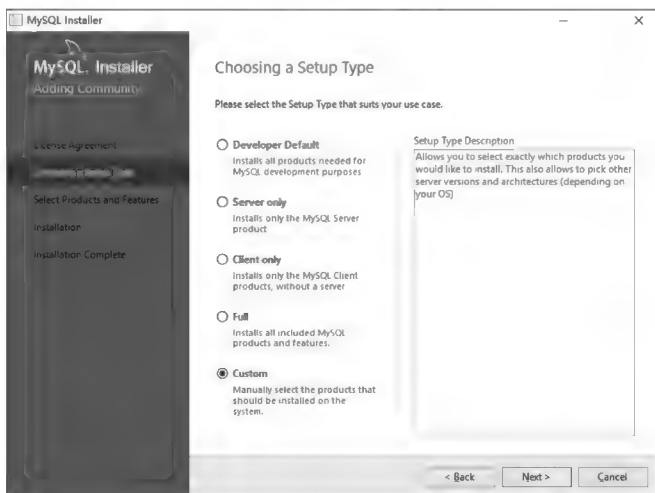 MySQL Installer
MySQL. Installer
Adding Community
License Agreement
Select Products and Features
Installation
Installation Complete
Choosing a Setup Type
Please select the Setup Type that suits your use case.
Developer Default
Installs all products needed for
MySQL development purposes
Server only
Installs only the MySQL Server
product
Client only
Installs only the MySQL Client
products, without a server
Full
Installs all included MySQL
products and features.
Custom
Manually select the products that
should be installed on the
system.
Setup Type Description
Allows you to select exactly which products you
would like to install. This also allows to pick other
server versions and architectures (depending on
your OS)
< Back
Next >
Cancel